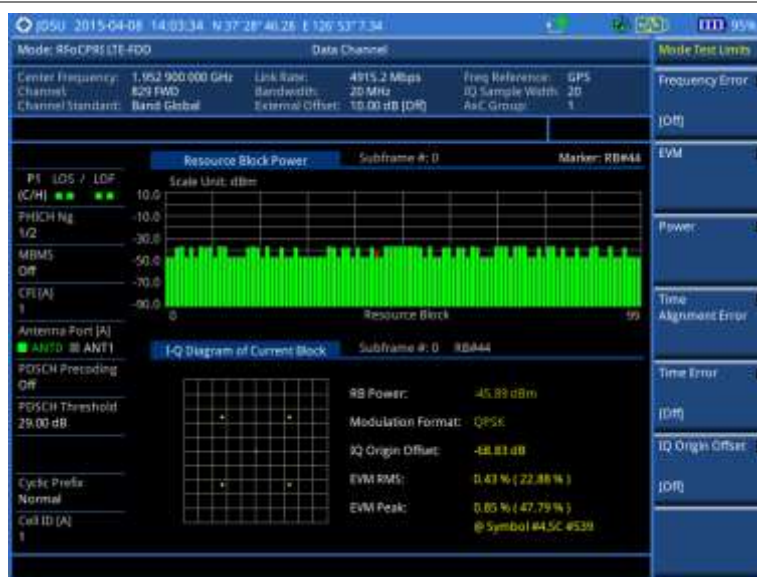 JDSU 2015-04-08 14:03:34 N 37° 28' 46.28 E 126° 53' 7.34 95%
Mode: RFoCPRI LTE-FDD Data Channel Mode Test Limits
Center Frequency: 1.952 900 000 GHz Link Rate: 4915.2 Mbps Freq Reference: GPS
Channel: 829 FWD Bandwidth: 20 MHz IQ Sample Width: 20
Channel Standard: Band Global External Offset: 10.00 dB [Off] AxC Group: 1
Frequency Error
[Off]
EVM
Power
Time Alignment Error
Time Error
[Off]
IQ Origin Offset
[Off]
P1 LOS / LOF
(C/H)
PHICH Ng
1/2
MBMS
Off
CFI [A]
1
Antenna Port [A]
ANT0 ANT1
PDSCH Precoding
Off
PDSCH Threshold
29.00 dB
Cyclic Prefix
Normal
Cell ID [A]
1
Resource Block Power Subframe #: 0 Marker: RB#44
Scale Unit: dBm
10.0
-10.0
-30.0
-50.0
-70.0
-90.0
0 Resource Block 99
I-Q Diagram of Current Block Subframe #: 0 RB#44
RB Power: -45.89 dBm
Modulation Format: QPSK
IQ Origin Offset: -68.83 dB
EVM RMS: 0.43 % ( 22.88 % )
EVM Peak: 0.85 % ( 47.79 % )
@ Symbol #4,SC #539